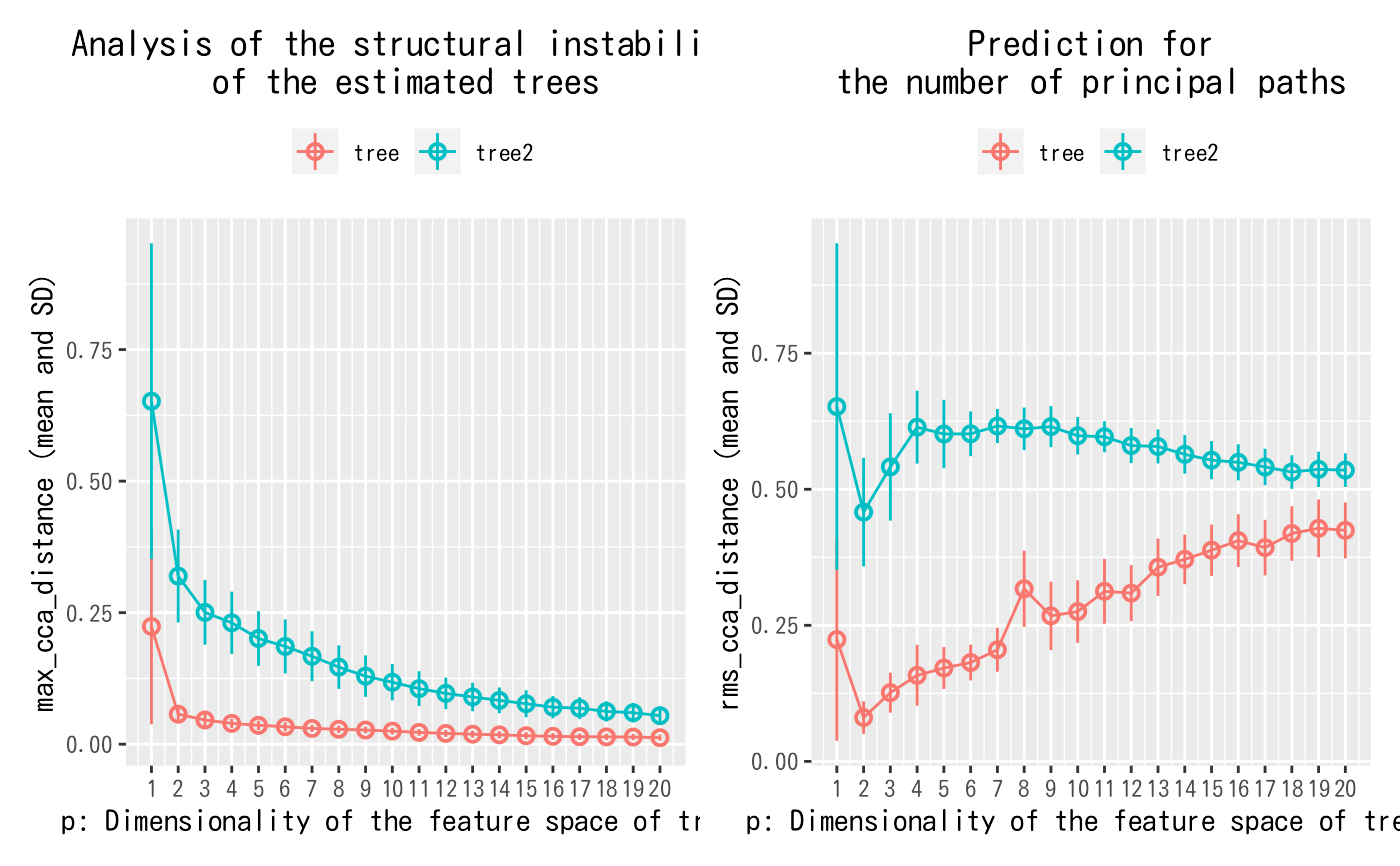 Analysis of the structural instabili
of the estimated trees
tree tree2
max_cca_distance (mean and SD)
0.75
0.50
0.25
0.00
1 2 3 4 5 6 7 8 9 10 11 12 13 14 15 16 17 18 19 20
p: Dimensionality of the feature space of tr
Prediction for
the number of principal paths
tree tree2
rms_cca_distance (mean and SD)
0.75
0.50
0.25
0.00
1 2 3 4 5 6 7 8 9 10 11 12 13 14 15 16 17 18 19 20
p: Dimensionality of the feature space of tre